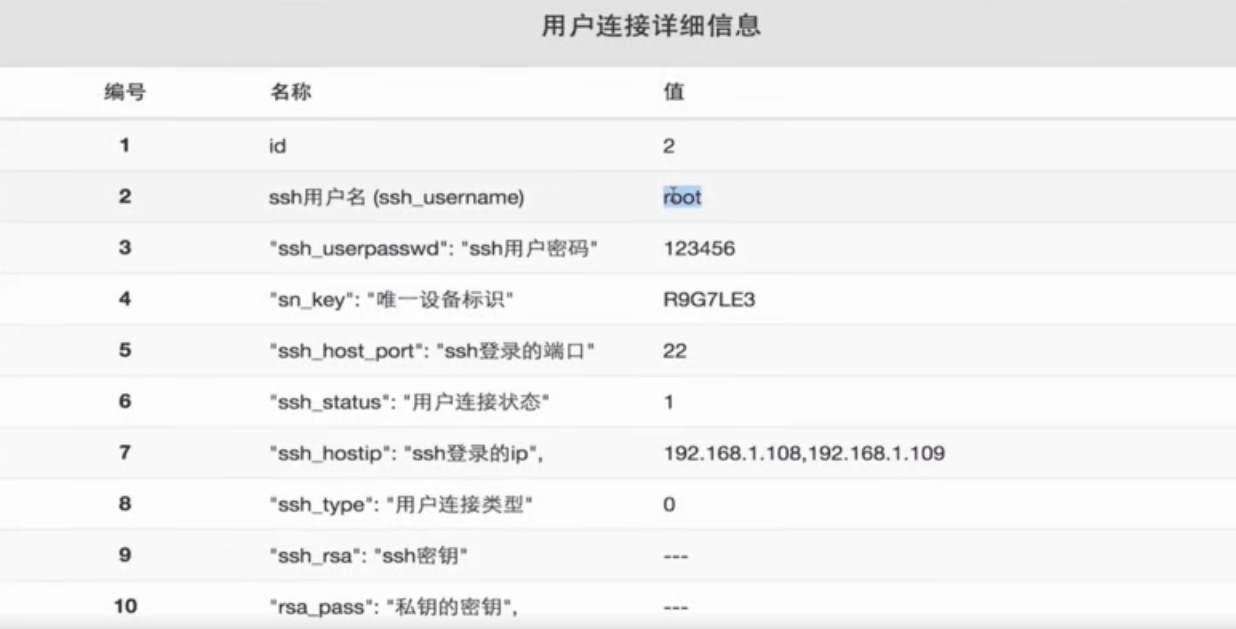 用户连接详细信息
编号 名称 值
1 id 2
2 ssh用户名 (ssh_username) root
3 "ssh_userpasswd": "ssh用户密码" 123456
4 "sn_key": "唯一设备标识" R9G7LE3
5 "ssh_host_port": "ssh登录的端口" 22
6 "ssh_status": "用户连接状态" 1
7 "ssh_hostip": "ssh登录的ip", 192.168.1.108,192.168.1.109
8 "ssh_type": "用户连接类型" 0
9 "ssh_rsa": "ssh密钥" ---
10 "rsa_pass": "私钥的密钥", ---